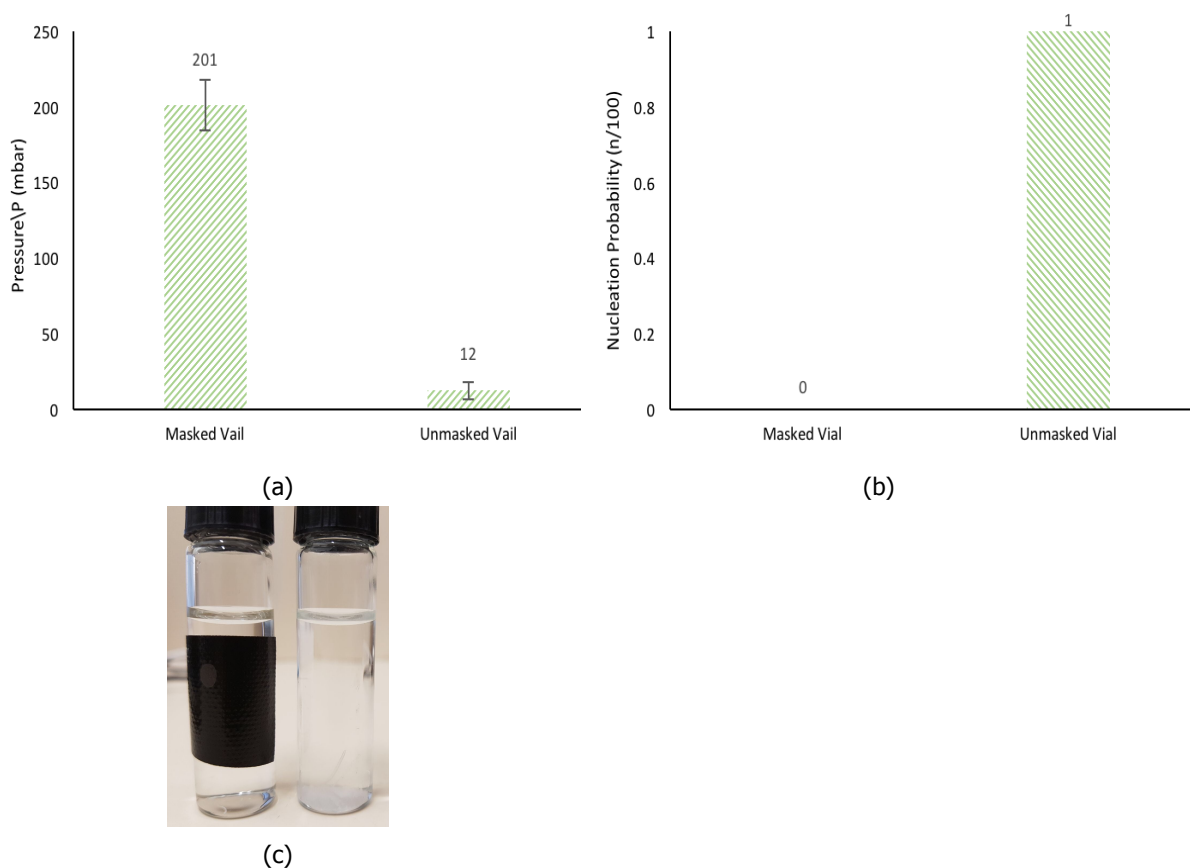 Pressure\P (mbar)
250
200
150
100
50
0
201
12
Masked Vail
Unmasked Vail
(a)
Nucleation Probability (n/100)
1
0.8
0.6
0.4
0.2
0
0
1
Masked Vial
Unmasked Vial
(b)
(c)